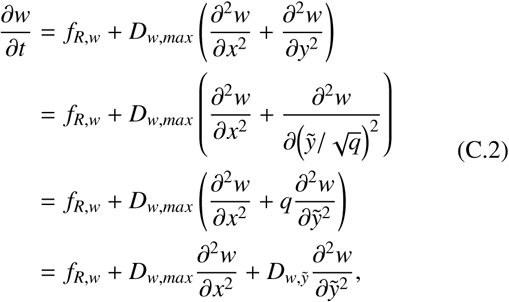 ∂w/∂t = f_{R,w} + D_{w,max} (∂²w/∂x² + ∂²w/∂y²)
= f_{R,w} + D_{w,max} (∂²w/∂x² + ∂²w/∂(ỹ/√q)²)
= f_{R,w} + D_{w,max} (∂²w/∂x² + q ∂²w/∂ỹ²)
= f_{R,w} + D_{w,max} ∂²w/∂x² + D_{w,ỹ} ∂²w/∂ỹ²,
(C.2)